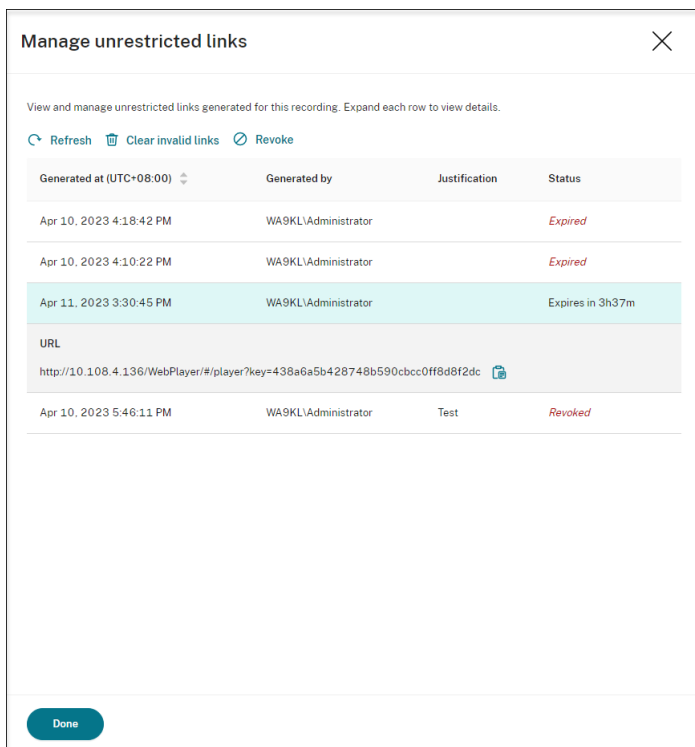 Manage unrestricted links
View and manage unrestricted links generated for this recording. Expand each row to view details.
Refresh Clear invalid links Revoke
Generated at (UTC+08:00) Generated by Justification Status
Apr 10, 2023 4:18:42 PM WA9KL\Administrator Expired
Apr 10, 2023 4:10:22 PM WA9KL\Administrator Expired
Apr 11, 2023 3:30:45 PM WA9KL\Administrator Expires in 3h37m
URL
http://10.108.4.136/WebPlayer/#/player?key=438a6a5b428748b590cbcc0ff8d8f2dc
Apr 10, 2023 5:46:11 PM WA9KL\Administrator Test Revoked
Done